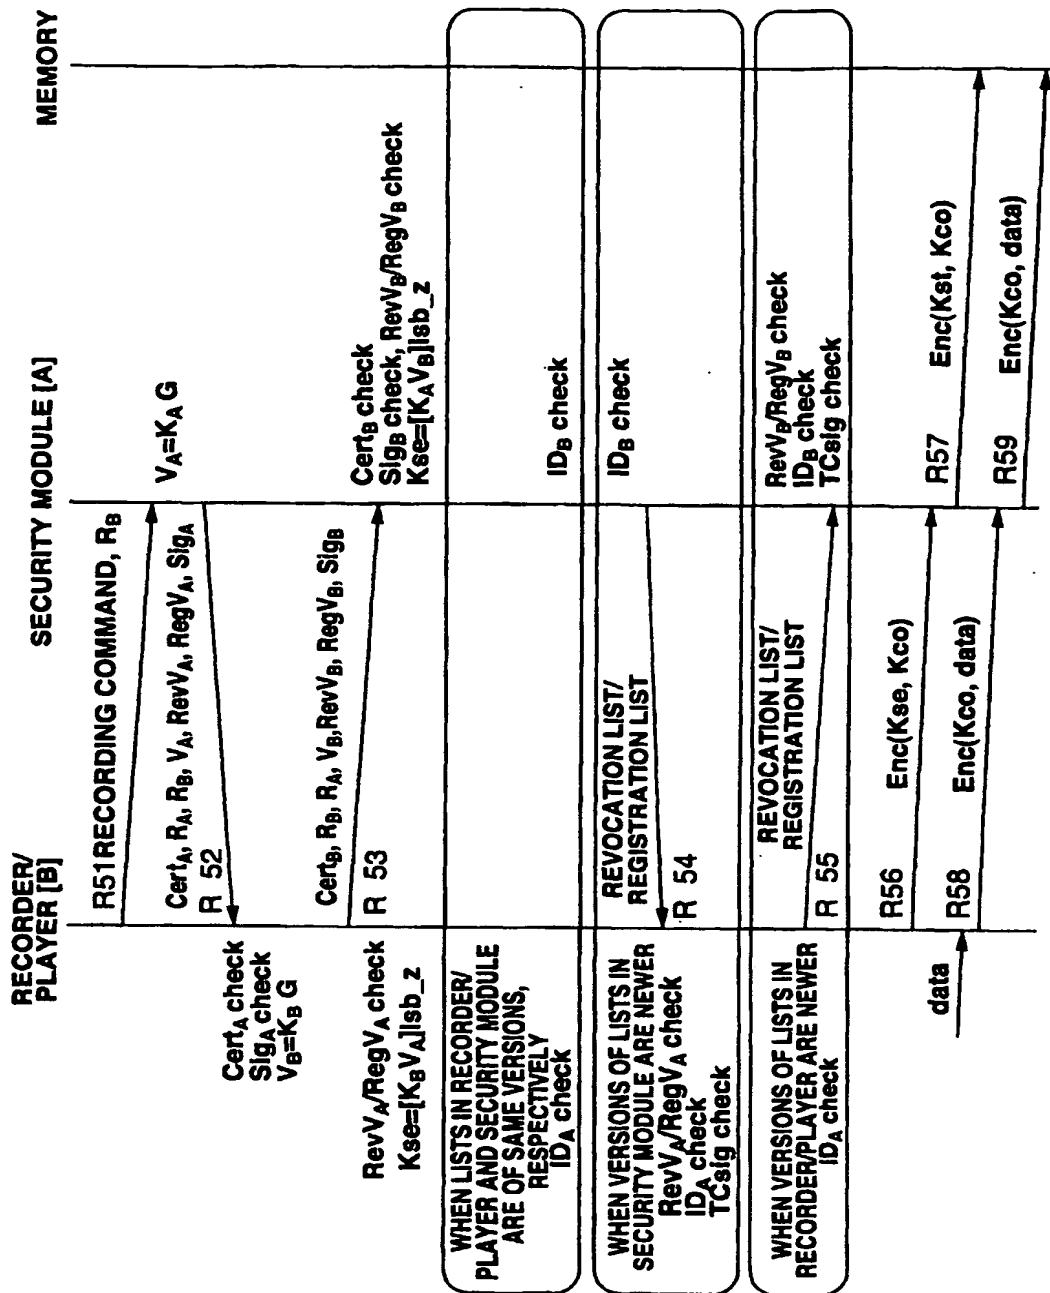 RECORDER/
PLAYER [B]
SECURITY MODULE [A]
MEMORY
R51 RECORDING COMMAND, RB
VA=KA G
CertA, RA, RB, VA, RevVA, RegVA, SigA
R 52
CertA check
SigA check
VB=KB G
CertB, RB, RA, VB, RevVB, RegVB, SigB
R 53
CertB check
SigB check, RevVB/RegVB check
Kse=[KAVB]lsb_z
RevVA/RegVA check
Kse=[KBVA]lsb_z
WHEN LISTS IN RECORDER/
PLAYER AND SECURITY MODULE
ARE OF SAME VERSIONS,
RESPECTIVELY
IDA check
IDB check
WHEN VERSIONS OF LISTS IN
SECURITY MODULE ARE NEWER
RevVA/RegVA check
IDA check
TCsig check
REVOCATION LIST/
REGISTRATION LIST
R 54
IDB check
WHEN VERSIONS OF LISTS IN
RECORDER/PLAYER ARE NEWER
IDA check
REVOCATION LIST/
REGISTRATION LIST
R 55
RevVB/RegVB check
IDB check
TCsig check
R56
Enc(Kse, Kco)
R57
Enc(Kst, Kco)
data
R58
Enc(Kco, data)
R59
Enc(Kco, data)